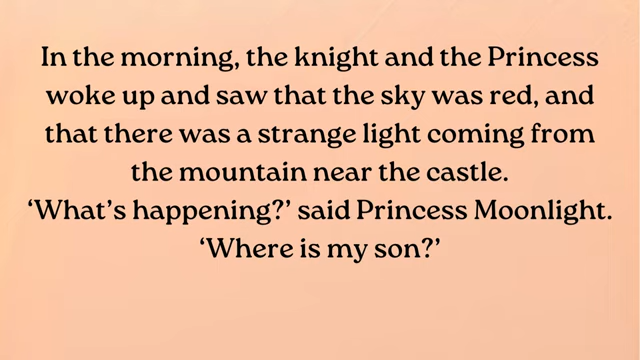 In the morning, the knight and the Princess
woke up and saw that the sky was red, and
that there was a strange light coming from
the mountain near the castle.
‘What’s happening?’ said Princess Moonlight.
‘Where is my son?’